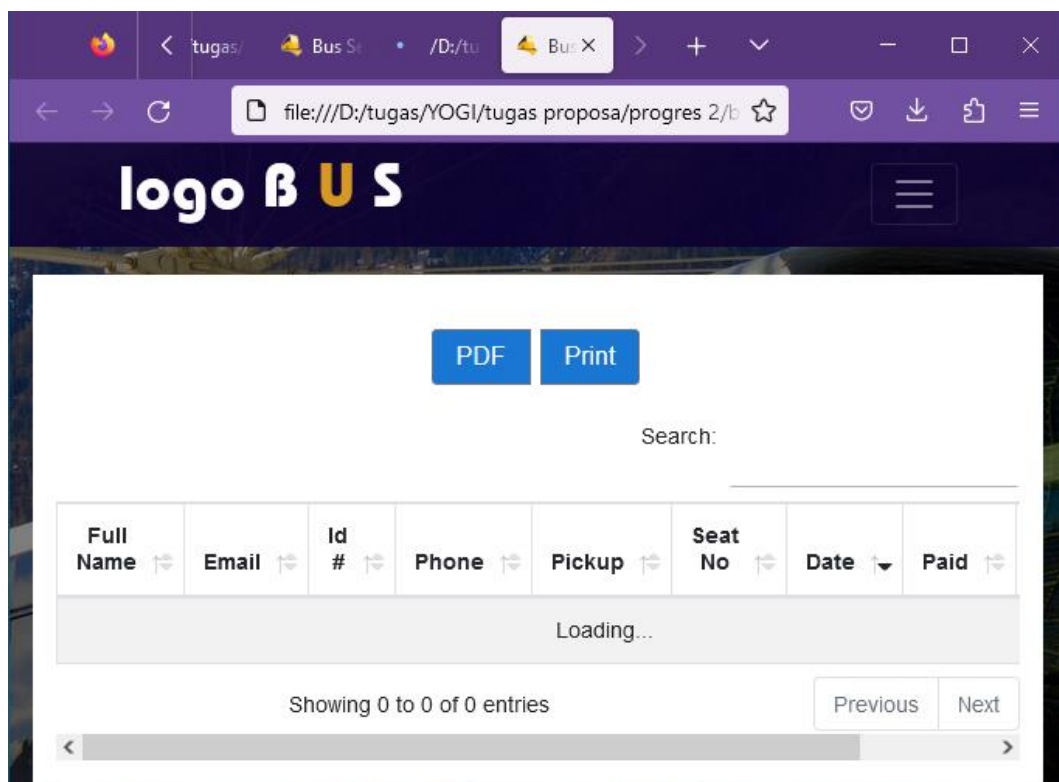 tugas/ Bus Se /D:/tu Bus
file:///D:/tugas/YOGI/tugas proposa/progres 2/b
logo B U S
PDF Print
Search:
Full Name Email Id # Phone Pickup Seat No Date Paid
Loading...
Showing 0 to 0 of 0 entries Previous Next